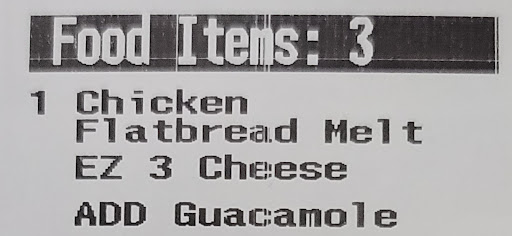 Food Items: 3
1 Chicken
Flatbread Melt
EZ 3 Cheese
ADD Guacamole